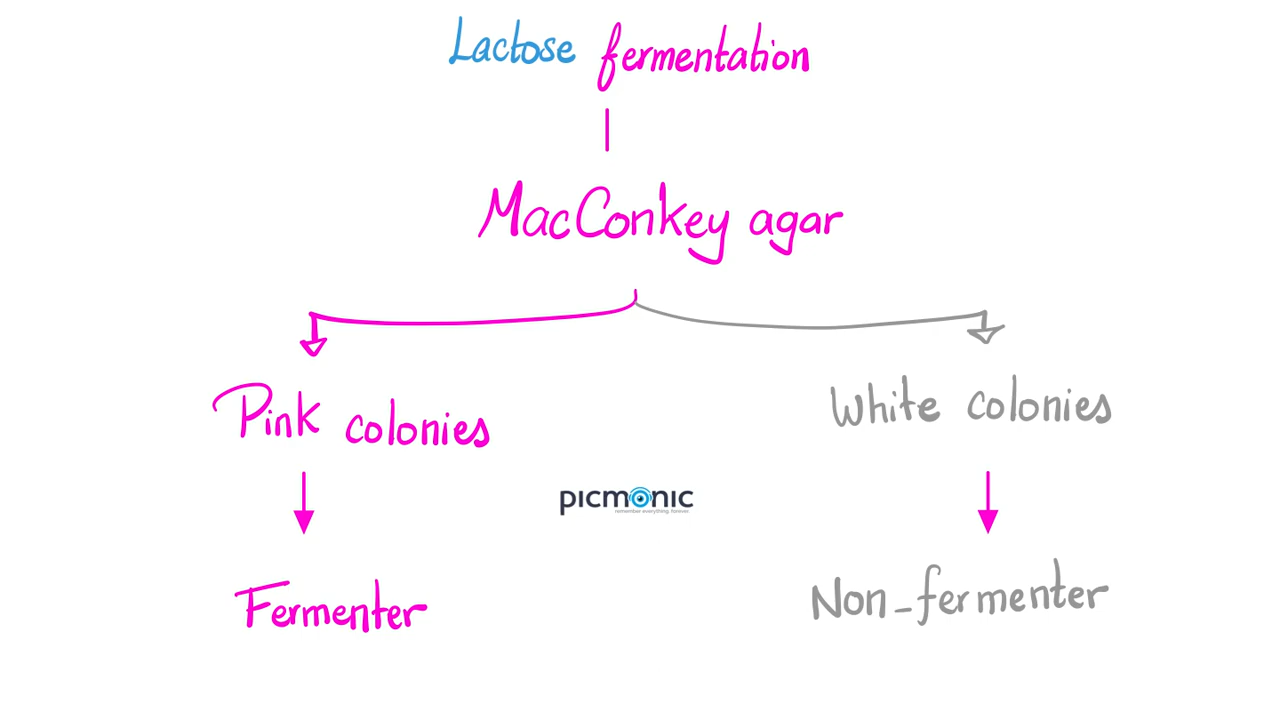 Lactose fermentation
MacConkey agar
Pink colonies
White colonies
picmonic
remember everything. forever.
Fermenter
Non-fermenter